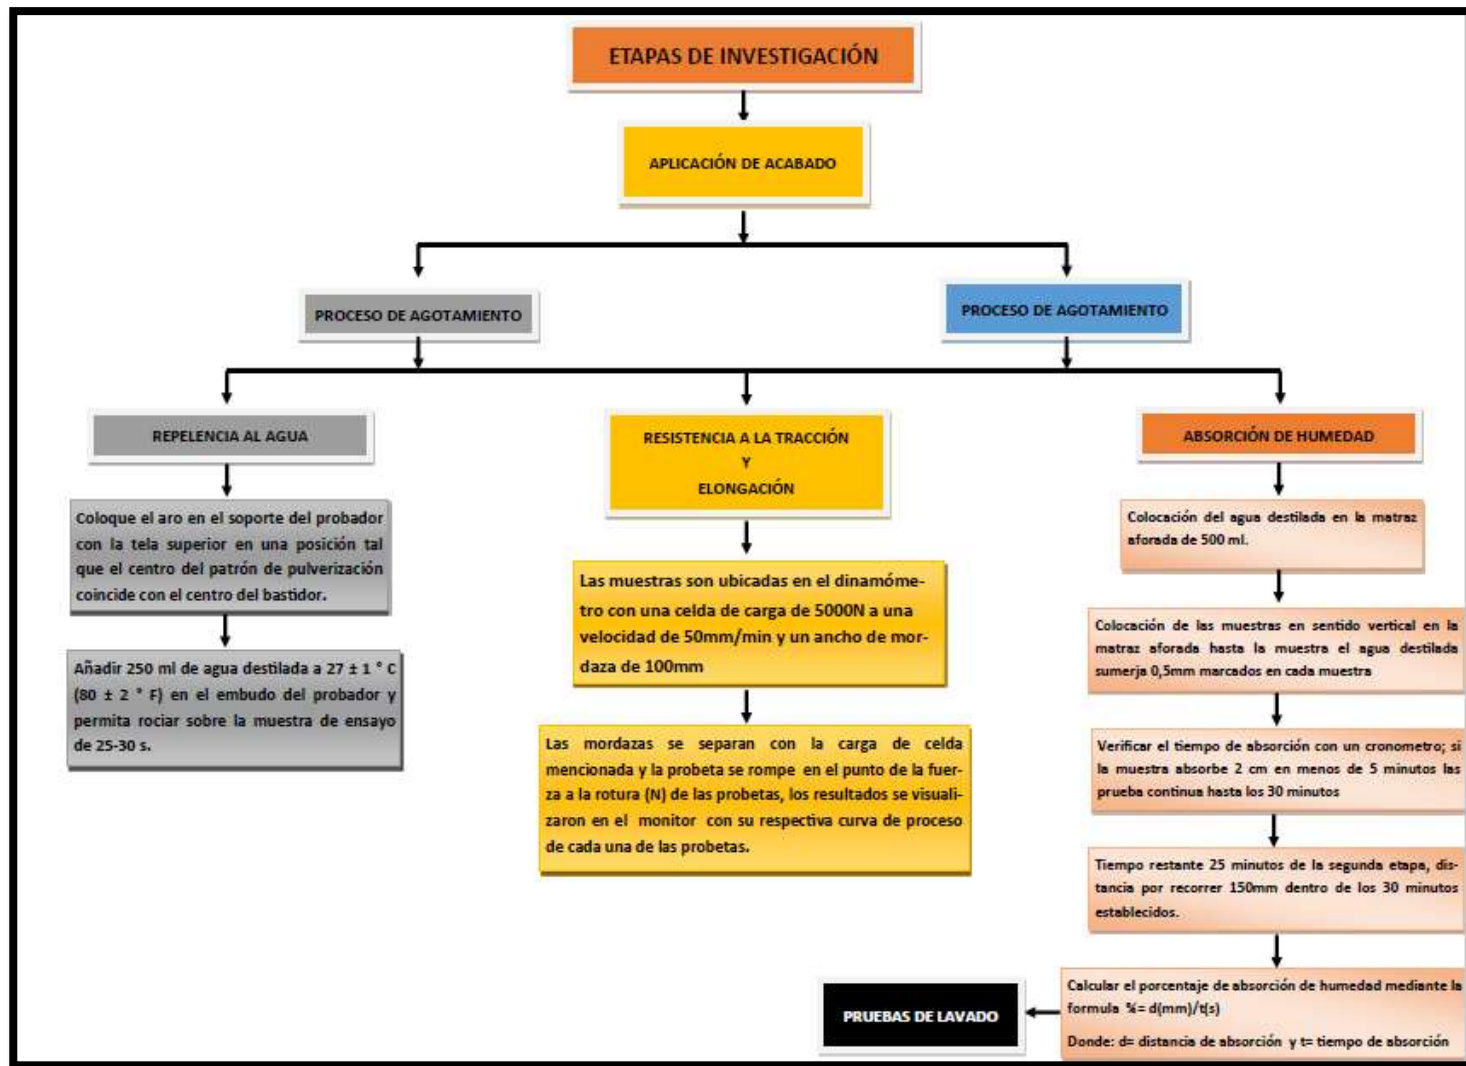 ETAPAS DE INVESTIGACIÓN
APLICACIÓN DE ACABADO
PROCESO DE AGOTAMIENTO
PROCESO DE AGOTAMIENTO
REPELENCIA AL AGUA
Coloque el aro en el soporte del probador
con la tela superior en una posición tal
que el centro del patrón de pulverización
coincide con el centro del bastidor.
Añadir 250 ml de agua destilada a 27 ± 1 ° C
(80 ± 2 ° F) en el embudo del probador y
permita rociar sobre la muestra de ensayo
de 25-30 s.
RESISTENCIA A LA TRACCIÓN
Y
ELONGACIÓN
Las muestras son ubicadas en el dinamóme-
tro con una celda de carga de 5000N a una
velocidad de 50mm/min y un ancho de mor-
daza de 100mm
Las mordazas se separan con la carga de celda
mencionada y la probeta se rompe en el punto de la fuer-
za a la rotura (N) de las probetas, los resultados se visuali-
zaron en el monitor con su respectiva curva de proceso
de cada una de las probetas.
ABSORCIÓN DE HUMEDAD
Colocación del agua destilada en la matraz
aforada de 500 ml.
Colocación de las muestras en sentido vertical en la
matraz aforada hasta la muestra el agua destilada
sumerja 0,5mm marcados en cada muestra
Verificar el tiempo de absorción con un cronometro; si
la muestra absorbe 2 cm en menos de 5 minutos las
prueba continua hasta los 30 minutos
Tiempo restante 25 minutos de la segunda etapa, dis-
tancia por recorrer 150mm dentro de los 30 minutos
establecidos.
Calcular el porcentaje de absorción de humedad mediante la
formula %= d(mm)/t(s)
Donde: d= distancia de absorción y t= tiempo de absorción
PRUEBAS DE LAVADO